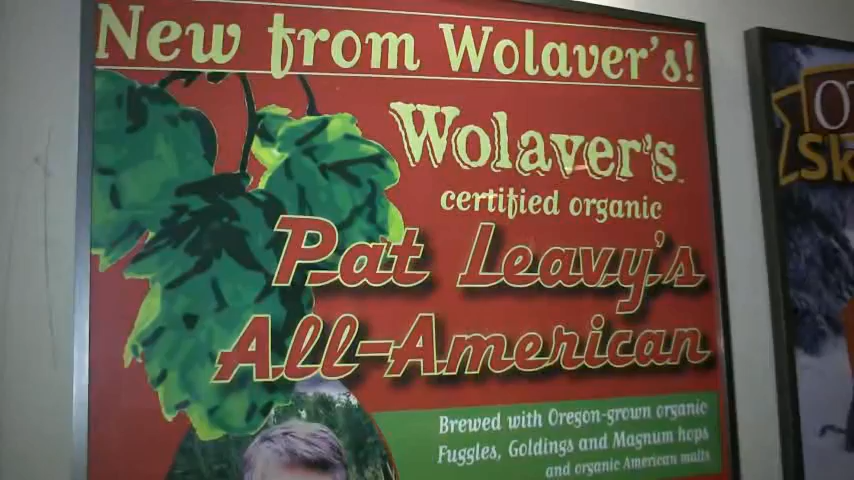 New from Wolaver's!
Wolaver's
certified organic
Pat Leavy's
All-American
Brewed with Oregon-grown organic
Fuggles, Goldings and Magnum hops
and organic American malts